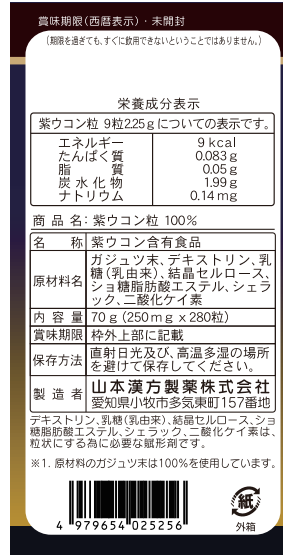 賞味期限(西暦表示)・未開封
(期限を過ぎても、すぐに飲用できないということではありません。)
栄養成分表示
紫ウコン粒 9粒2.25gについての表示です。
エネルギー 9kcal
たんぱく質 0.083g
脂質 0.05g
炭水化物 1.99g
ナトリウム 0.14mg
商品名:紫ウコン粒 100%
名称 紫ウコン含有食品
原材料名 ガジュツ末、デキストリン、乳
糖(乳由来)、結晶セルロース、
ショ糖脂肪酸エステル、シェラ
ック、二酸化ケイ素
内容量 70g(250mg×280粒)
賞味期限 枠外上部に記載
保存方法 直射日光及び、高温多湿の場所
を避けて保存してください。
製造者 山本漢方製薬株式会社
愛知県小牧市多気東町157番地
デキストリン、乳糖(乳由来)、結晶セルロース、ショ
糖脂肪酸エステル、シェラック、二酸化ケイ素は、
粒状にする為に必要な賦形剤です。
※1. 原材料のガジュツ末は100%を使用しています。
4 979654 025256
紙
外箱